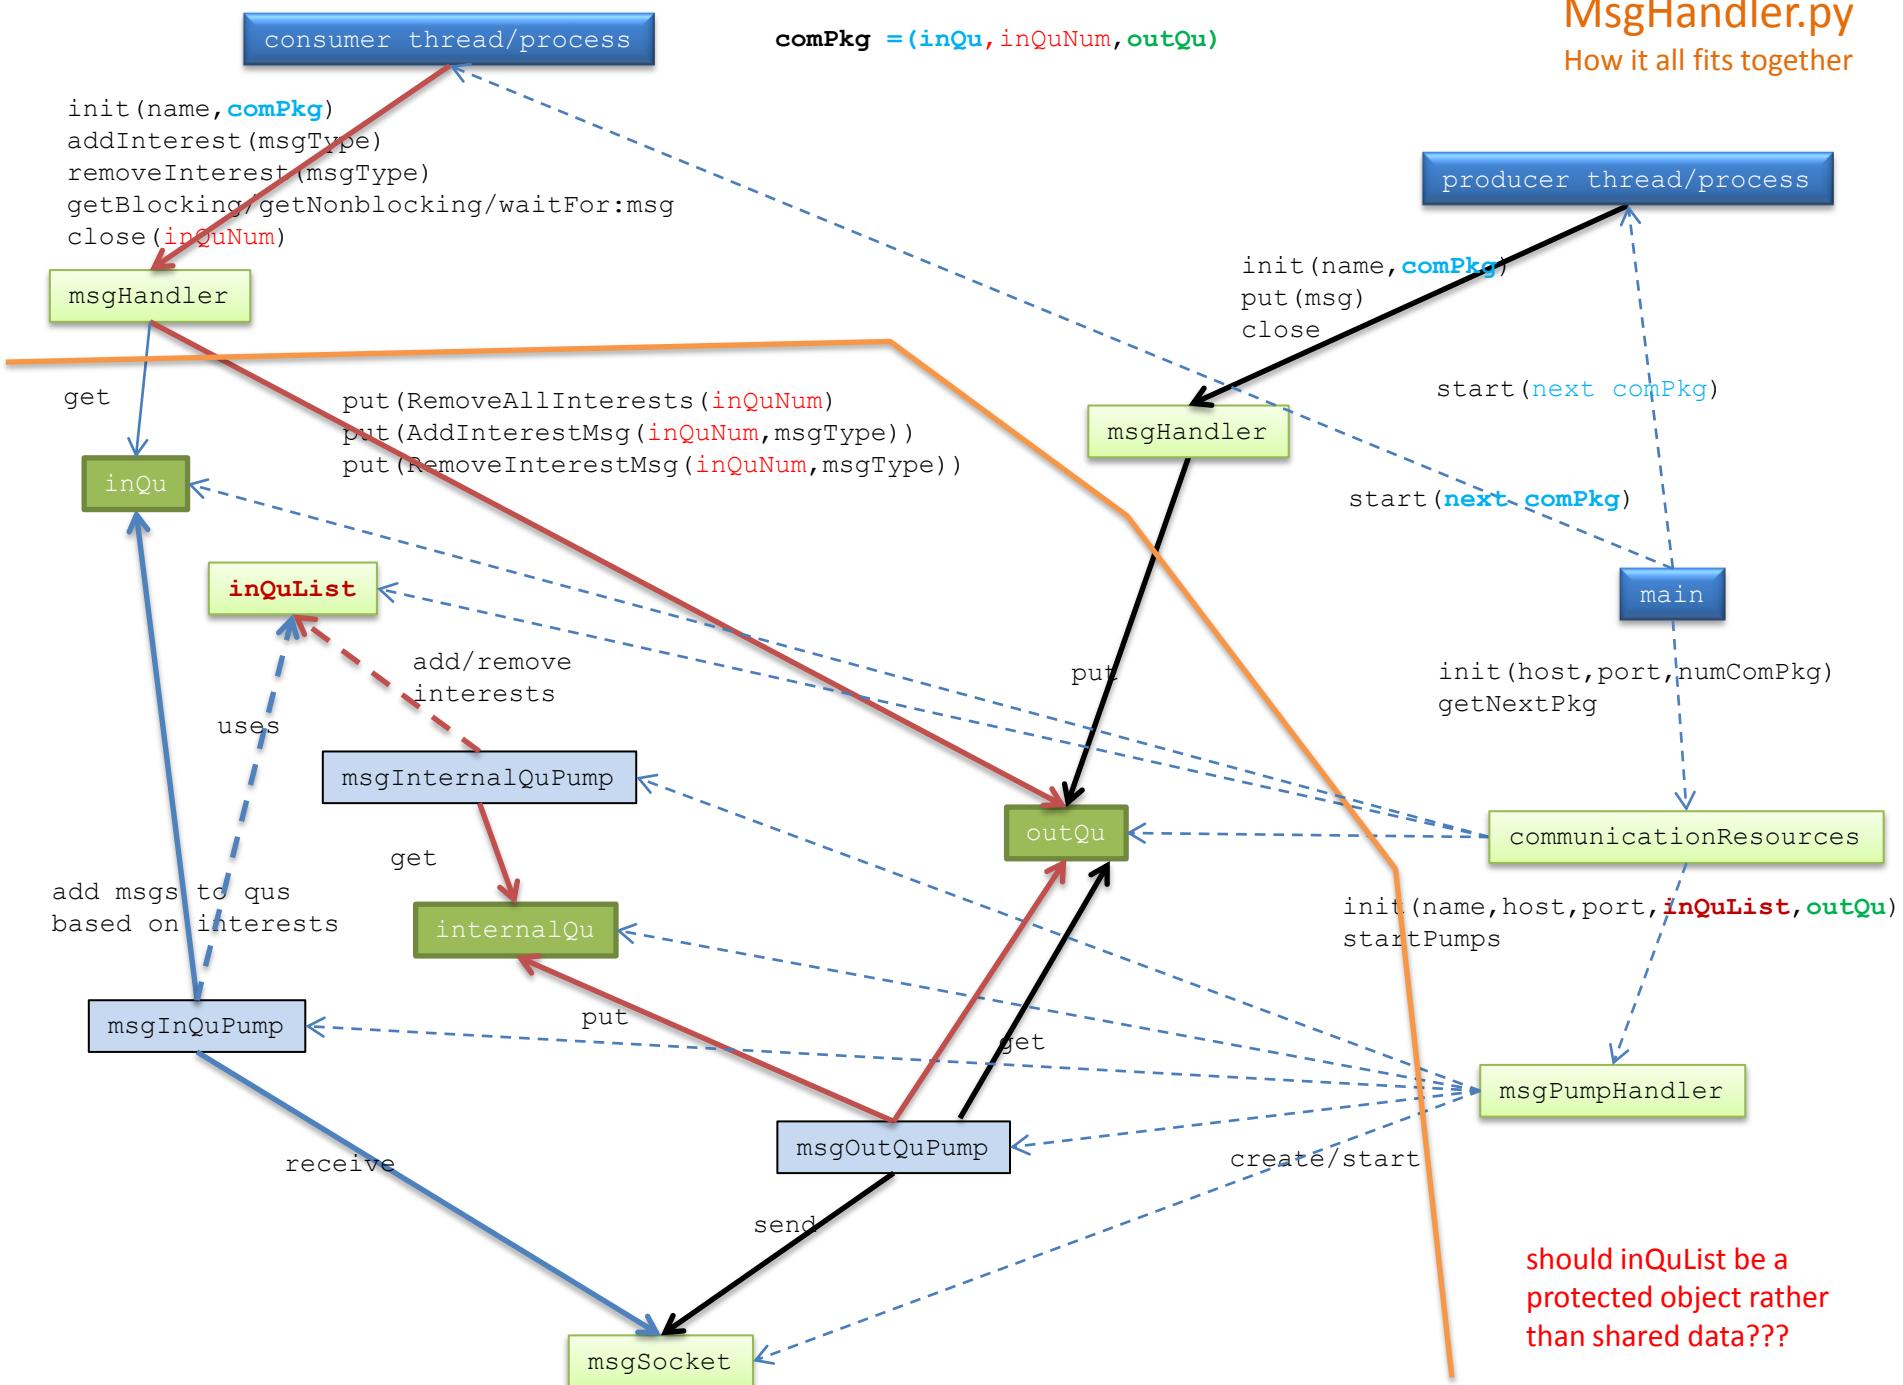 MsgHandler.py
How it all fits together
consumer thread/process
comPkg =(inQu,inQuNum,outQu)
init(name,comPkg)
addInterest(msgType)
removeInterest(msgType)
getBlocking/getNonblocking/waitFor:msg
close(inQuNum)
producer thread/process
msgHandler
init(name,comPkg)
put(msg)
close
get
put(RemoveAllInterests(inQuNum)
put(AddInterestMsg(inQuNum,msgType))
put(RemoveInterestMsg(inQuNum,msgType))
start(next comPkg)
msgHandler
inQu
start(next comPkg)
inQuList
main
add/remove
interests
put
init(host,port,numComPkg)
getNextPkg
uses
msgInternalQuPump
outQu
communicationResources
get
add msgs to qus
based on interests
internalQu
init(name,host,port,inQuList,outQu)
startPumps
msgInQuPump
put
get
msgPumpHandler
msgOutQuPump
receive
create/start
send
should inQuList be a
protected object rather
than shared data???
msgSocket